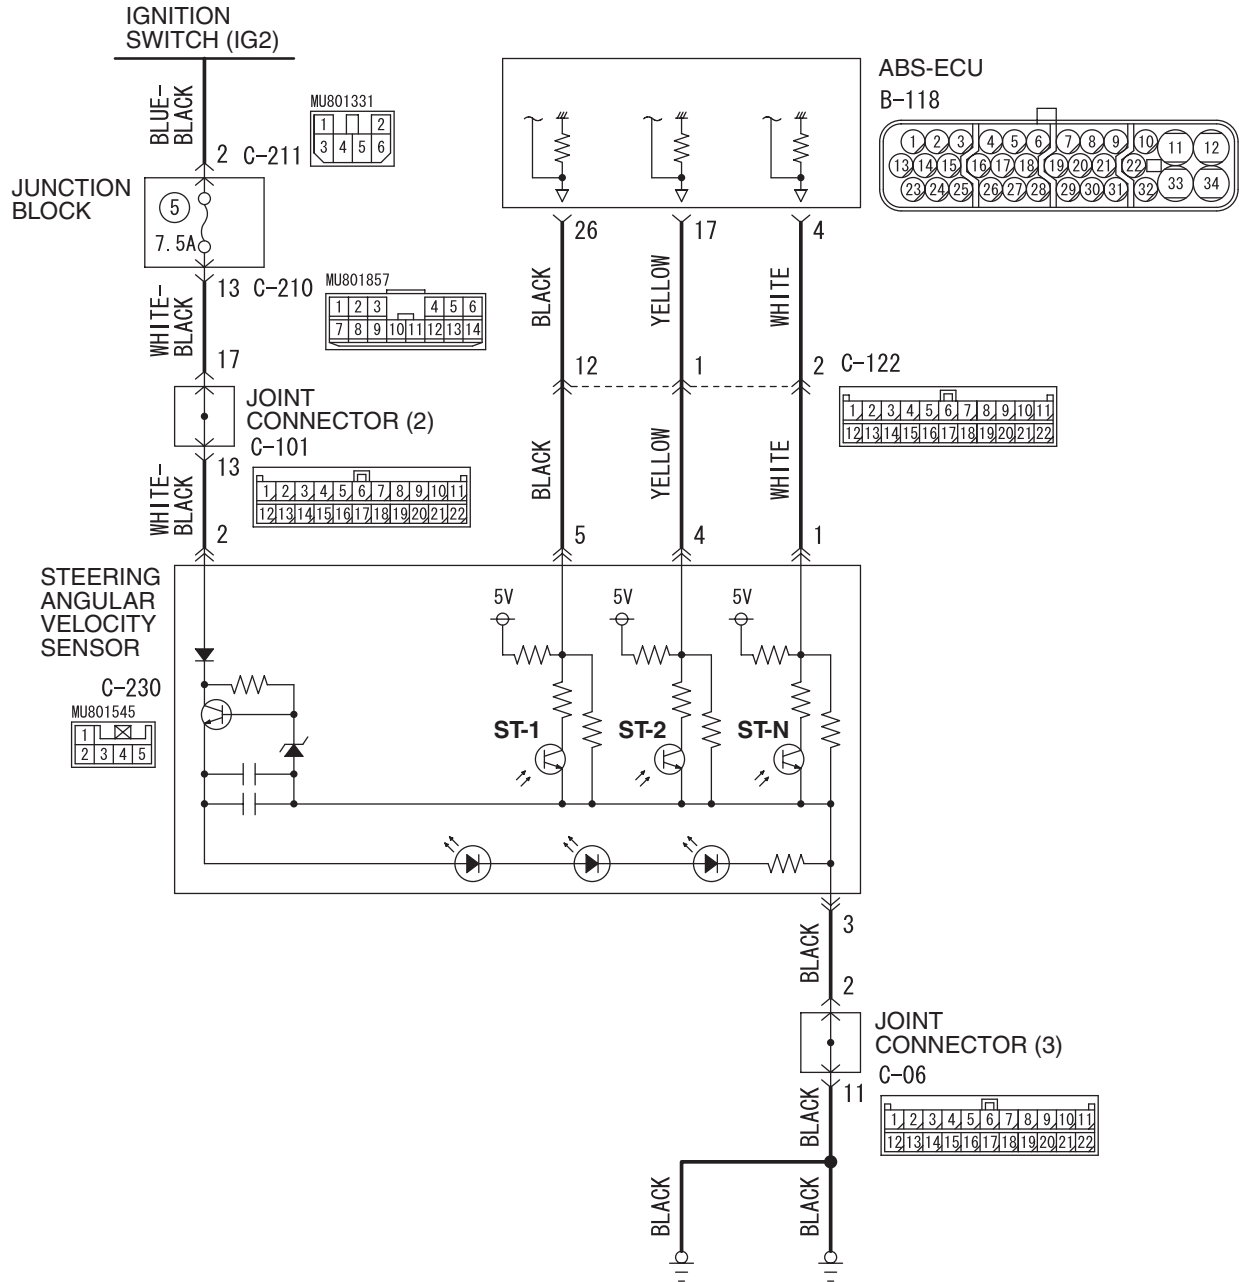 IGNITION
SWITCH (IG2)
BLUE-
BLACK
MU801331
1 2
3 4 5 6
2 C-211
JUNCTION
BLOCK
5
7.5A
13 C-210
MU801857
1 2 3 4 5 6
7 8 9 10 11 12 13 14
WHITE-
BLACK
17
JOINT
CONNECTOR (2)
C-101
13
1 2 3 4 5 6 7 8 9 10 11
12 13 14 15 16 17 18 19 20 21 22
WHITE-
BLACK
2
ABS-ECU
B-118
1 2 3 4 5 6 7 8 9 10 11 12
13 14 15 16 17 18 19 20 21 22
23 24 25 26 27 28 29 30 31 32 33 34
26 17 4
BLACK
YELLOW
WHITE
12 1 2 C-122
1 2 3 4 5 6 7 8 9 10 11
12 13 14 15 16 17 18 19 20 21 22
BLACK
YELLOW
WHITE
5 4 1
STEERING
ANGULAR
VELOCITY
SENSOR
C-230
MU801545
1
2 3 4 5
5V 5V 5V
ST-1 ST-2 ST-N
3
BLACK
2
JOINT
CONNECTOR (3)
C-06
11
1 2 3 4 5 6 7 8 9 10 11
12 13 14 15 16 17 18 19 20 21 22
BLACK
BLACK
BLACK